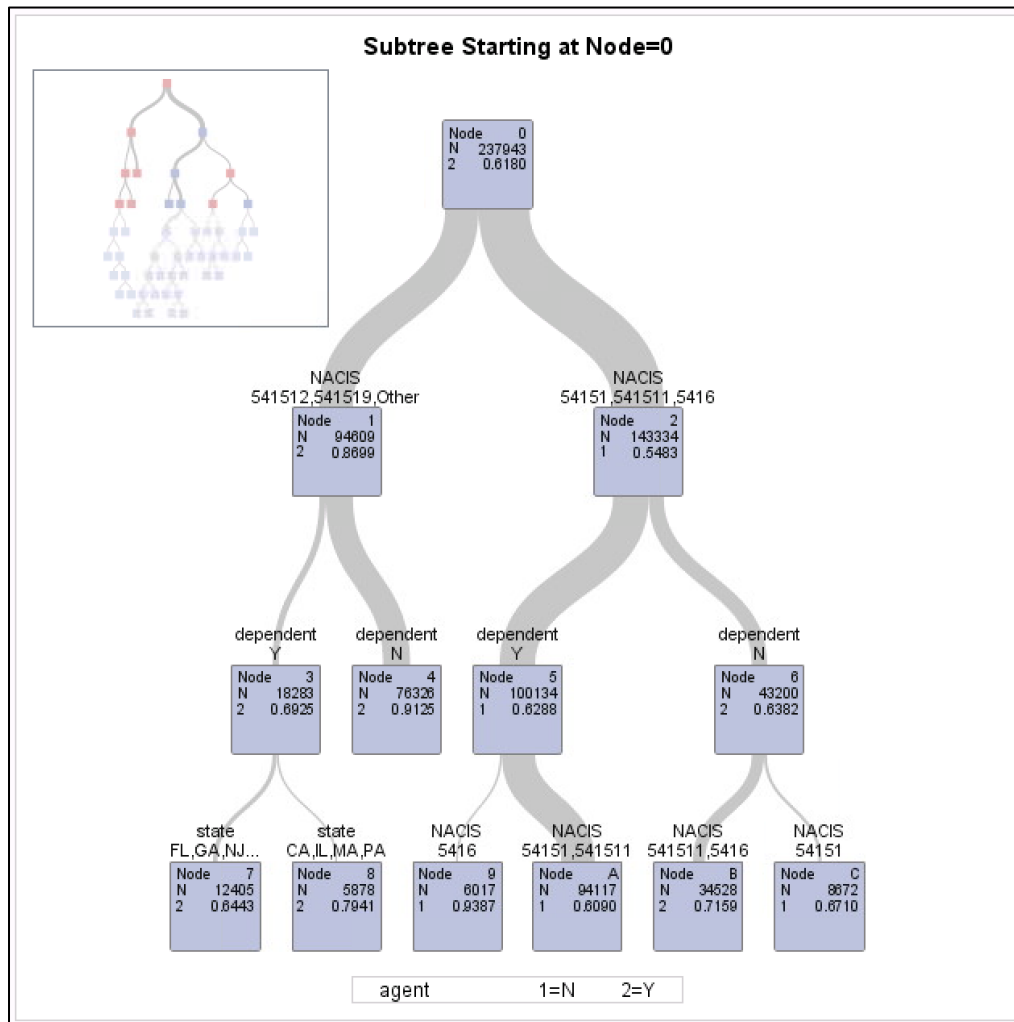 Subtree Starting at Node=0
Node 0
N 237943
2 0.6180
NACIS
541512,541519,Other
Node 1
N 94609
2 0.8699
NACIS
54151,541511,5416
Node 2
N 143334
1 0.5483
dependent
Y
Node 3
N 18283
2 0.6925
dependent
N
Node 4
N 76326
2 0.9125
dependent
Y
Node 5
N 100134
1 0.6288
dependent
N
Node 6
N 43200
2 0.6382
state
FL,GA,NJ...
Node 7
N 12405
2 0.6443
state
CA,IL,MA,PA
Node 8
N 5878
2 0.7941
NACIS
5416
Node 9
N 6017
1 0.9387
NACIS
54151,541511
Node A
N 94117
1 0.6090
NACIS
541511,5416
Node B
N 34528
2 0.7159
NACIS
54151
Node C
N 8672
1 0.6710
agent 1=N 2=Y